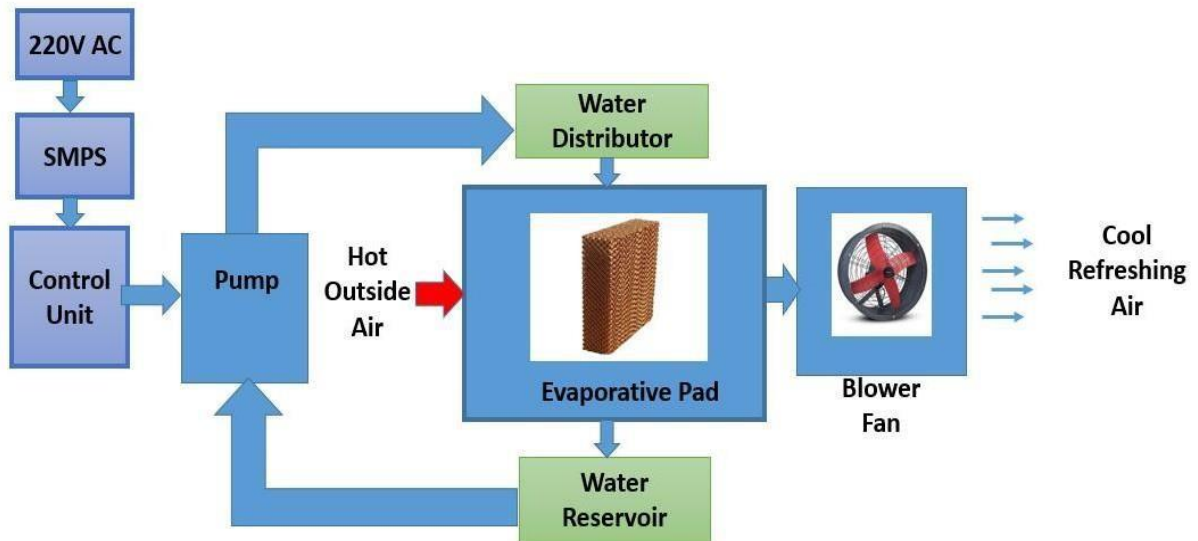 220V AC
SMPS
Control
Unit
Pump
Hot
Outside
Air
Water
Distributor
Evaporative Pad
Water
Reservoir
Blower
Fan
Cool
Refreshing
Air